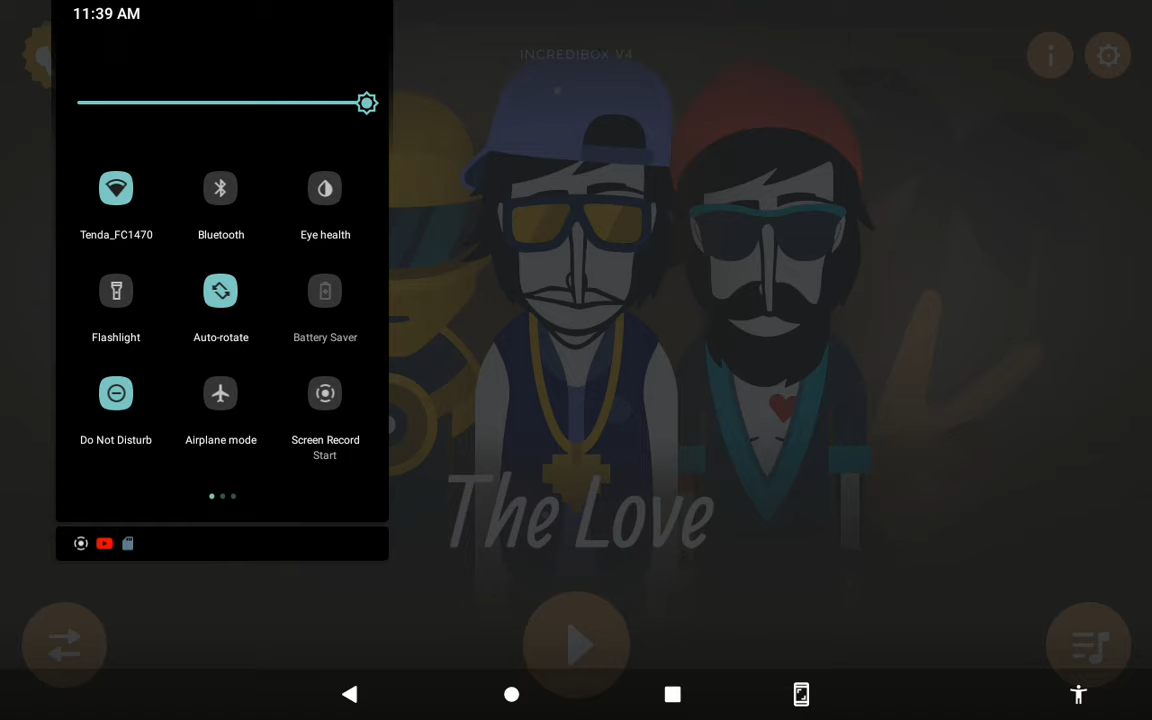 11:39 AM
INCREDIBOX V4
Tenda_FC1470
Bluetooth
Eye health
Flashlight
Auto-rotate
Battery Saver
Do Not Disturb
Airplane mode
Screen Record
Start
The Love